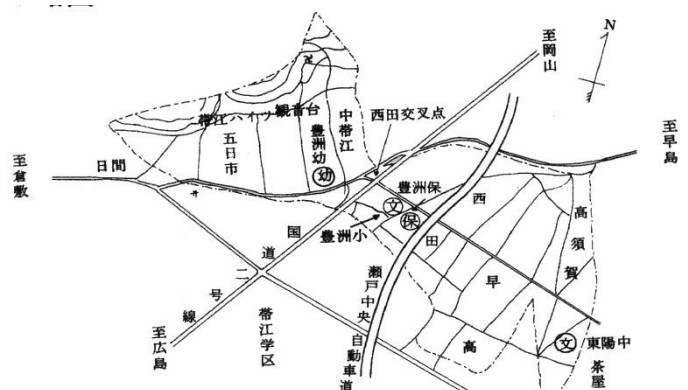 N
至岡山
至早島
至倉敷
日間
帯江ハイツ
観音台
五日市
豊洲幼
幼
中帯江
西田交叉点
豊洲保
文
保
豊洲小
西田
高須賀
早高
国道二号線
瀬戸中央自動車道
帯江学区
至広島
文
東陽中
茶屋